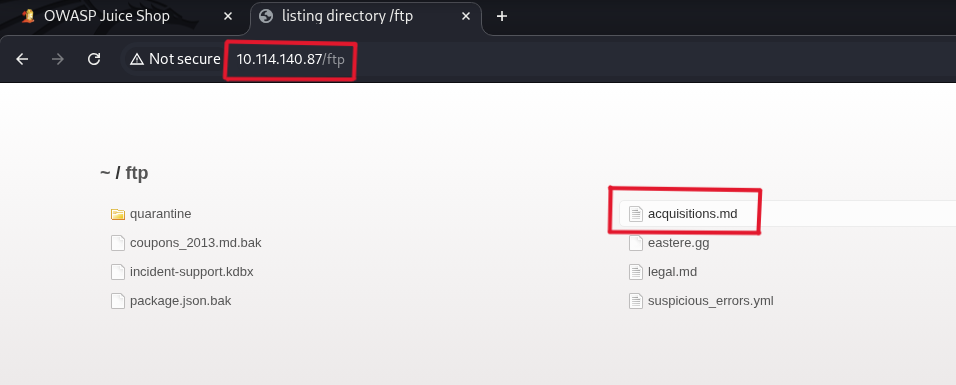 OWASP Juice Shop
listing directory /ftp
Not secure 10.114.140.87/ftp
~ / ftp
quarantine
acquisitions.md
coupons_2013.md.bak
eastere.gg
incident-support.kdbx
legal.md
package.json.bak
suspicious_errors.yml